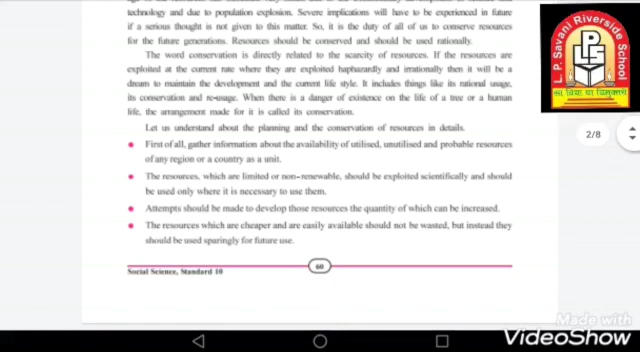 technology and due to population explosion. Severe implications will have to be experienced in future
if a serious thought is not given to this matter. So, it is the duty of all of us to conserve resources
for the future generations. Resources should be conserved and should be used rationally.
The word conservation is directly related to the scarcity of resources. If the resources are
exploited at the current rate where they are exploited haphazardly and irrationally then it will be a
dream to maintain the development and the current life style. It includes things like its rational usage,
its conservation and re-usage. When there is a danger of existence on the life of a tree or a human
life, the arrangement made for it is called its conservation.
Let us understand about the planning and the conservation of resources in details.
• First of all, gather information about the availability of utilised, unutilised and probable resources
of any region or a country as a unit.
• The resources, which are limited or non-renewable, should be exploited scientifically and should
be used only where it is necessary to use them.
• Attempts should be made to develop those resources the quantity of which can be increased.
• The resources which are cheaper and are easily available should not be wasted, but instead they
should be used sparingly for future use.
60
Social Science, Standard 10
L. P. Savani Riverside School
LPS
सा विद्या या विमुक्तये
2/8
Made with
VideoShow